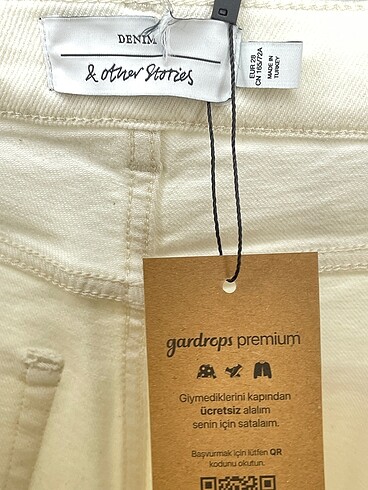 DENIM
& other Stories
EUR 28
CN 165/72A
MADE IN
TURKEY
gardrops premium
Giymediklerini kapından
ücretsiz alalım
senin için satalaım.
Başvurmak için lütfen QR
kodunu okutun.